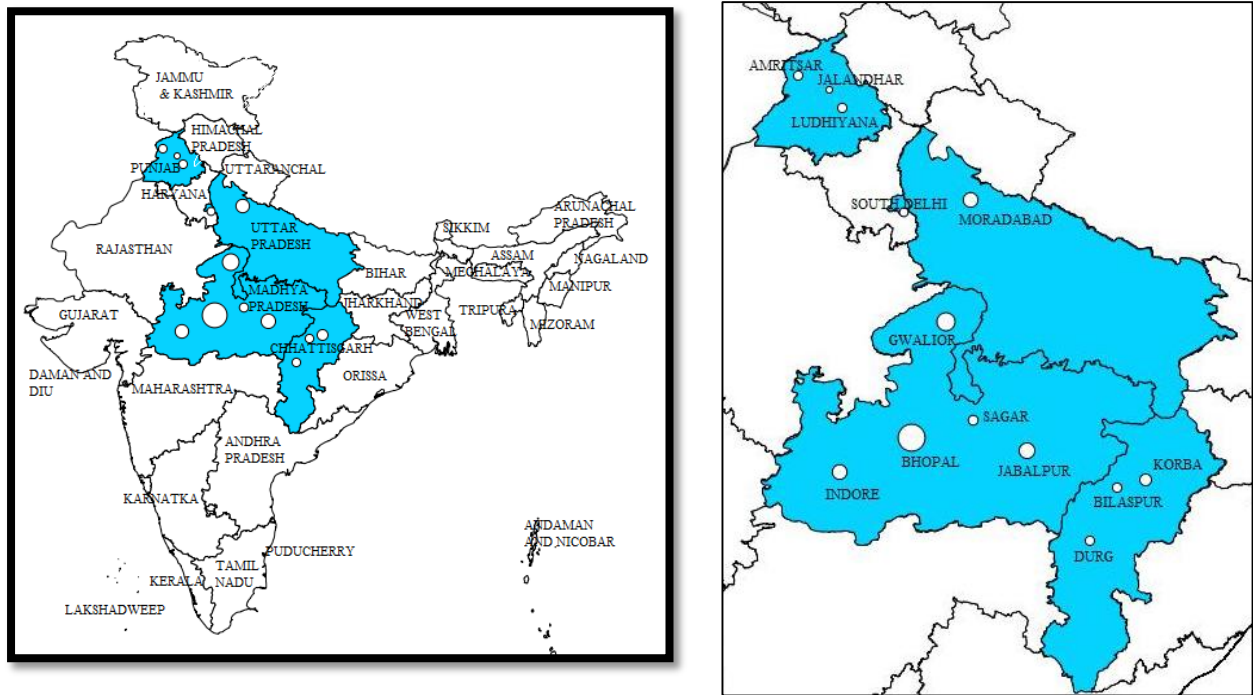 JAMMU
& KASHMIR
HIMACHAL
PRADESH
PUNJAB
UTTARANCHAL
HARYANA
ARUNACHAL
PRADESH
SIKKIM
UTTAR
PRADESH
RAJASTHAN
ASSAM
NAGALAND
BIHAR
MEGHALAYA
MANIPUR
MADHYA
PRADESH
JHARKHAND
GUJARAT
WEST
BENGAL
TRIPURA
MIZORAM
CHHATTISGARH
DAMAN AND
DIU
ORISSA
MAHARASHTRA
ANDHRA
PRADESH
KARNATKA
ANDAMAN
AND NICOBAR
PUDUCHERRY
TAMIL
NADU
KERALA
LAKSHADWEEP
AMRITSAR
JALANDHAR
LUDHIYANA
SOUTH DELHI
MORADABAD
GWALIOR
SAGAR
BHOPAL
JABALPUR
KORBA
INDORE
BILASPUR
DURG